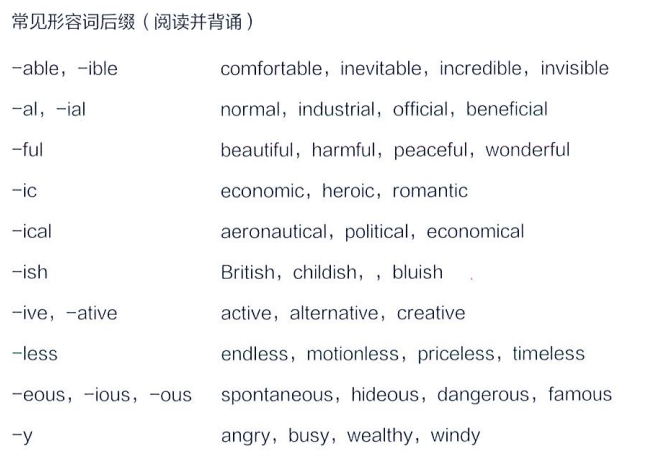 常见形容词后缀（阅读并背诵）
-able, -ible comfortable, inevitable, incredible, invisible
-al, -ial normal, industrial, official, beneficial
-ful beautiful, harmful, peaceful, wonderful
-ic economic, heroic, romantic
-ical aeronautical, political, economical
-ish British, childish, , bluish
-ive, -ative active, alternative, creative
-less endless, motionless, priceless, timeless
-eous, -ious, -ous spontaneous, hideous, dangerous, famous
-y angry, busy, wealthy, windy